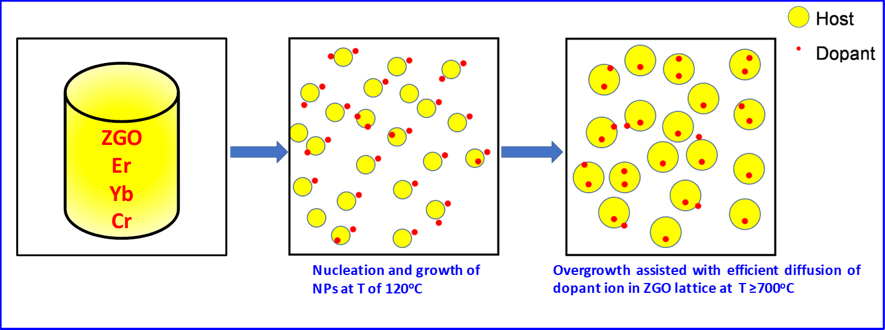 Host
Dopant
ZGO
Er
Yb
Cr
Nucleation and growth of
NPs at T of 120°C
Overgrowth assisted with efficient diffusion of
dopant ion in ZGO lattice at T ≥700°C